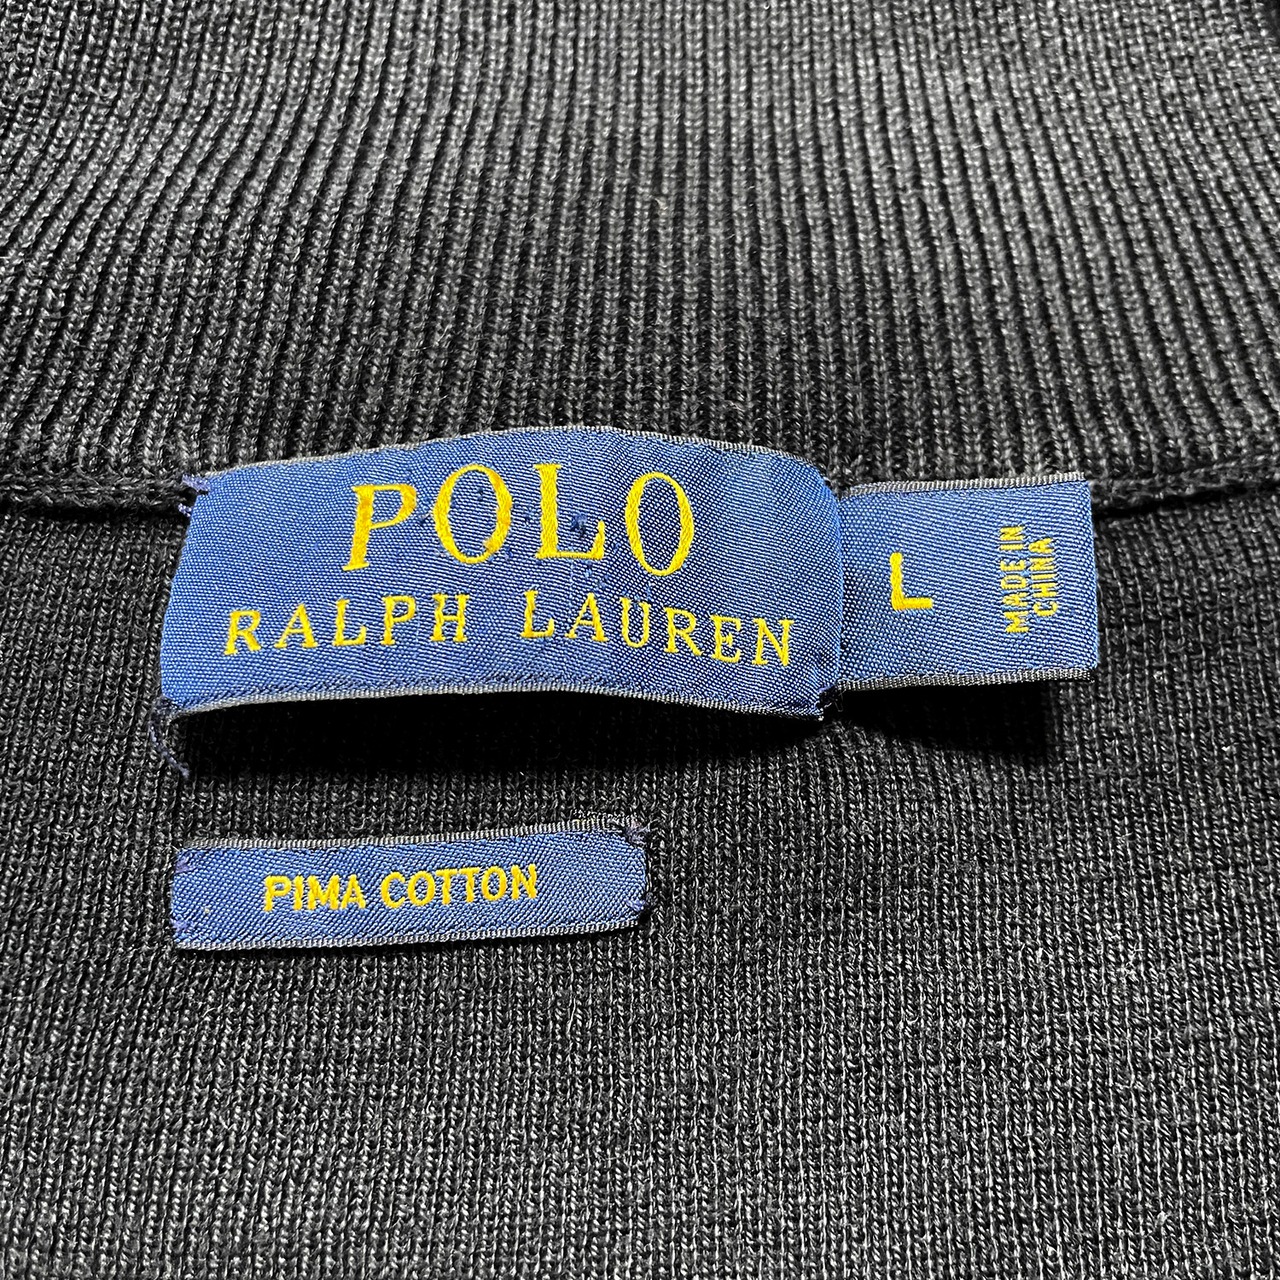 POLO
RALPH LAUREN
L
MADE IN
CHINA
PIMA COTTON